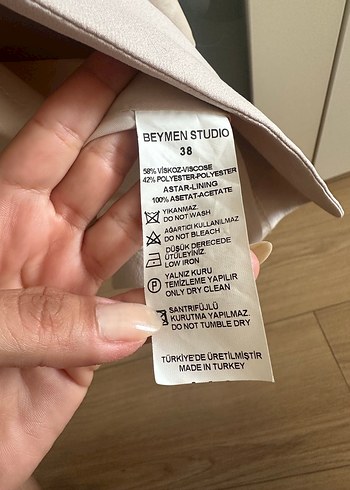 BEYMEN STUDIO
38
58% VİSKOZ-VISCOSE
42% POLYESTER-POLYESTER
ASTAR-LINING
100% ASETAT-ACETATE
YIKANMAZ.
DO NOT WASH
AĞARTICI KULLANILMAZ
DO NOT BLEACH
DÜŞÜK DERECEDE
ÜTÜLEYİNİZ.
LOW IRON
P
YALNIZ KURU
TEMİZLEME YAPILIR
ONLY DRY CLEAN
SANTRIFÜJLÜ
KURUTMA YAPILMAZ.
DO NOT TUMBLE DRY
TÜRKİYE'DE ÜRETİLMİŞTİR
MADE IN TURKEY